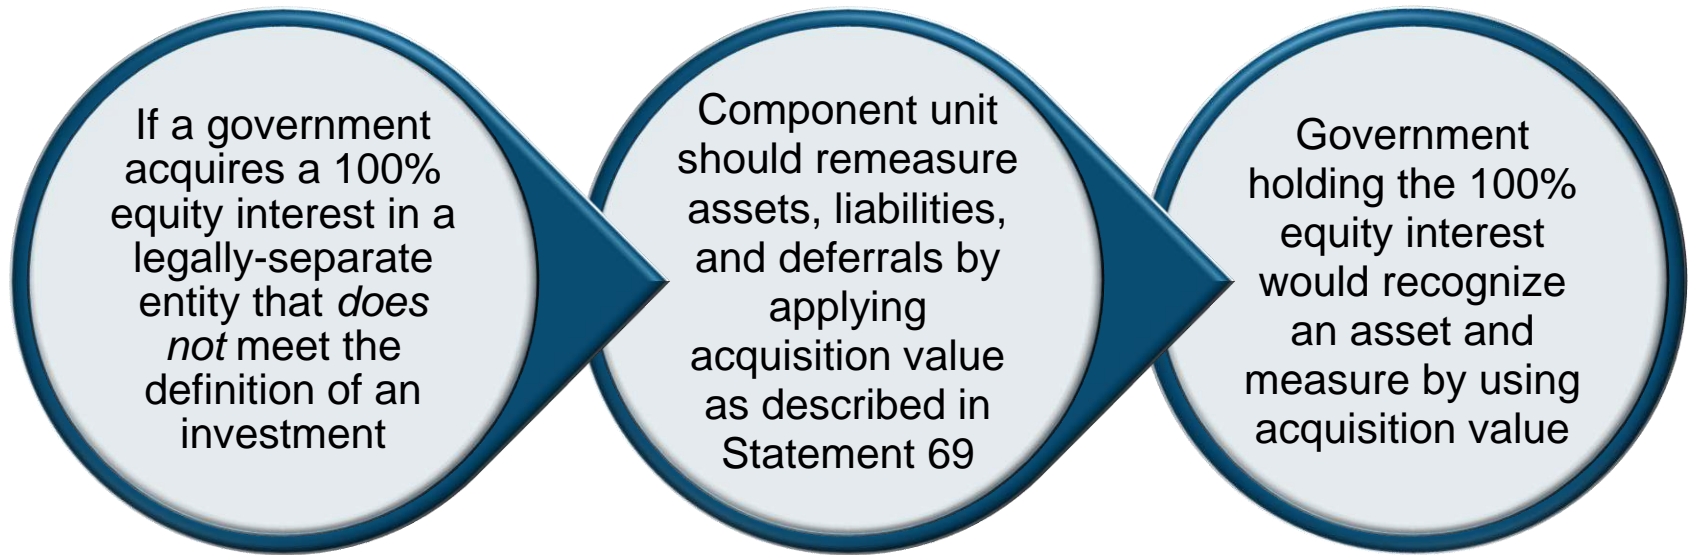 If a government
acquires a 100%
equity interest in a
legally-separate
entity that does
not meet the
definition of an
investment
Component unit
should remeasure
assets, liabilities,
and deferrals by
applying
acquisition value
as described in
Statement 69
Government
holding the 100%
equity interest
would recognize
an asset and
measure by using
acquisition value